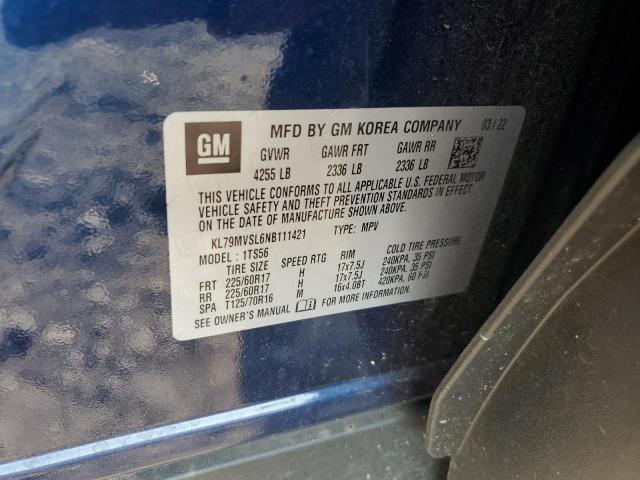 GM MFD BY GM KOREA COMPANY 03/22
GVWR GAWR FRT GAWR RR
4255 LB 2336 LB 2336 LB
THIS VEHICLE CONFORMS TO ALL APPLICABLE U.S. FEDERAL MOTOR
VEHICLE SAFETY AND THEFT PREVENTION STANDARDS IN EFFECT
ON THE DATE OF MANUFACTURE SHOWN ABOVE.
KL79MVSL6NB111421 TYPE: MPV
MODEL: 1TS56
TIRE SIZE SPEED RTG RIM COLD TIRE PRESSURE
FRT 225/60R17 H 17x7.5J 240KPA, 35 PSI
RR 225/60R17 H 17x7.5J 240KPA, 35 PSI
SPA T125/70R16 M 16x4.0BT 420KPA, 60 PSI
SEE OWNER'S MANUAL FOR MORE INFORMATION.